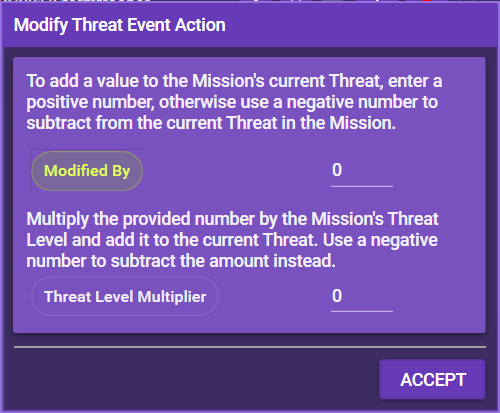 Modify Threat Event Action
To add a value to the Mission's current Threat, enter a
positive number, otherwise use a negative number to
subtract from the current Threat in the Mission.
Modified By 0
Multiply the provided number by the Mission's Threat
Level and add it to the current Threat. Use a negative
number to subtract the amount instead.
Threat Level Multiplier 0
ACCEPT